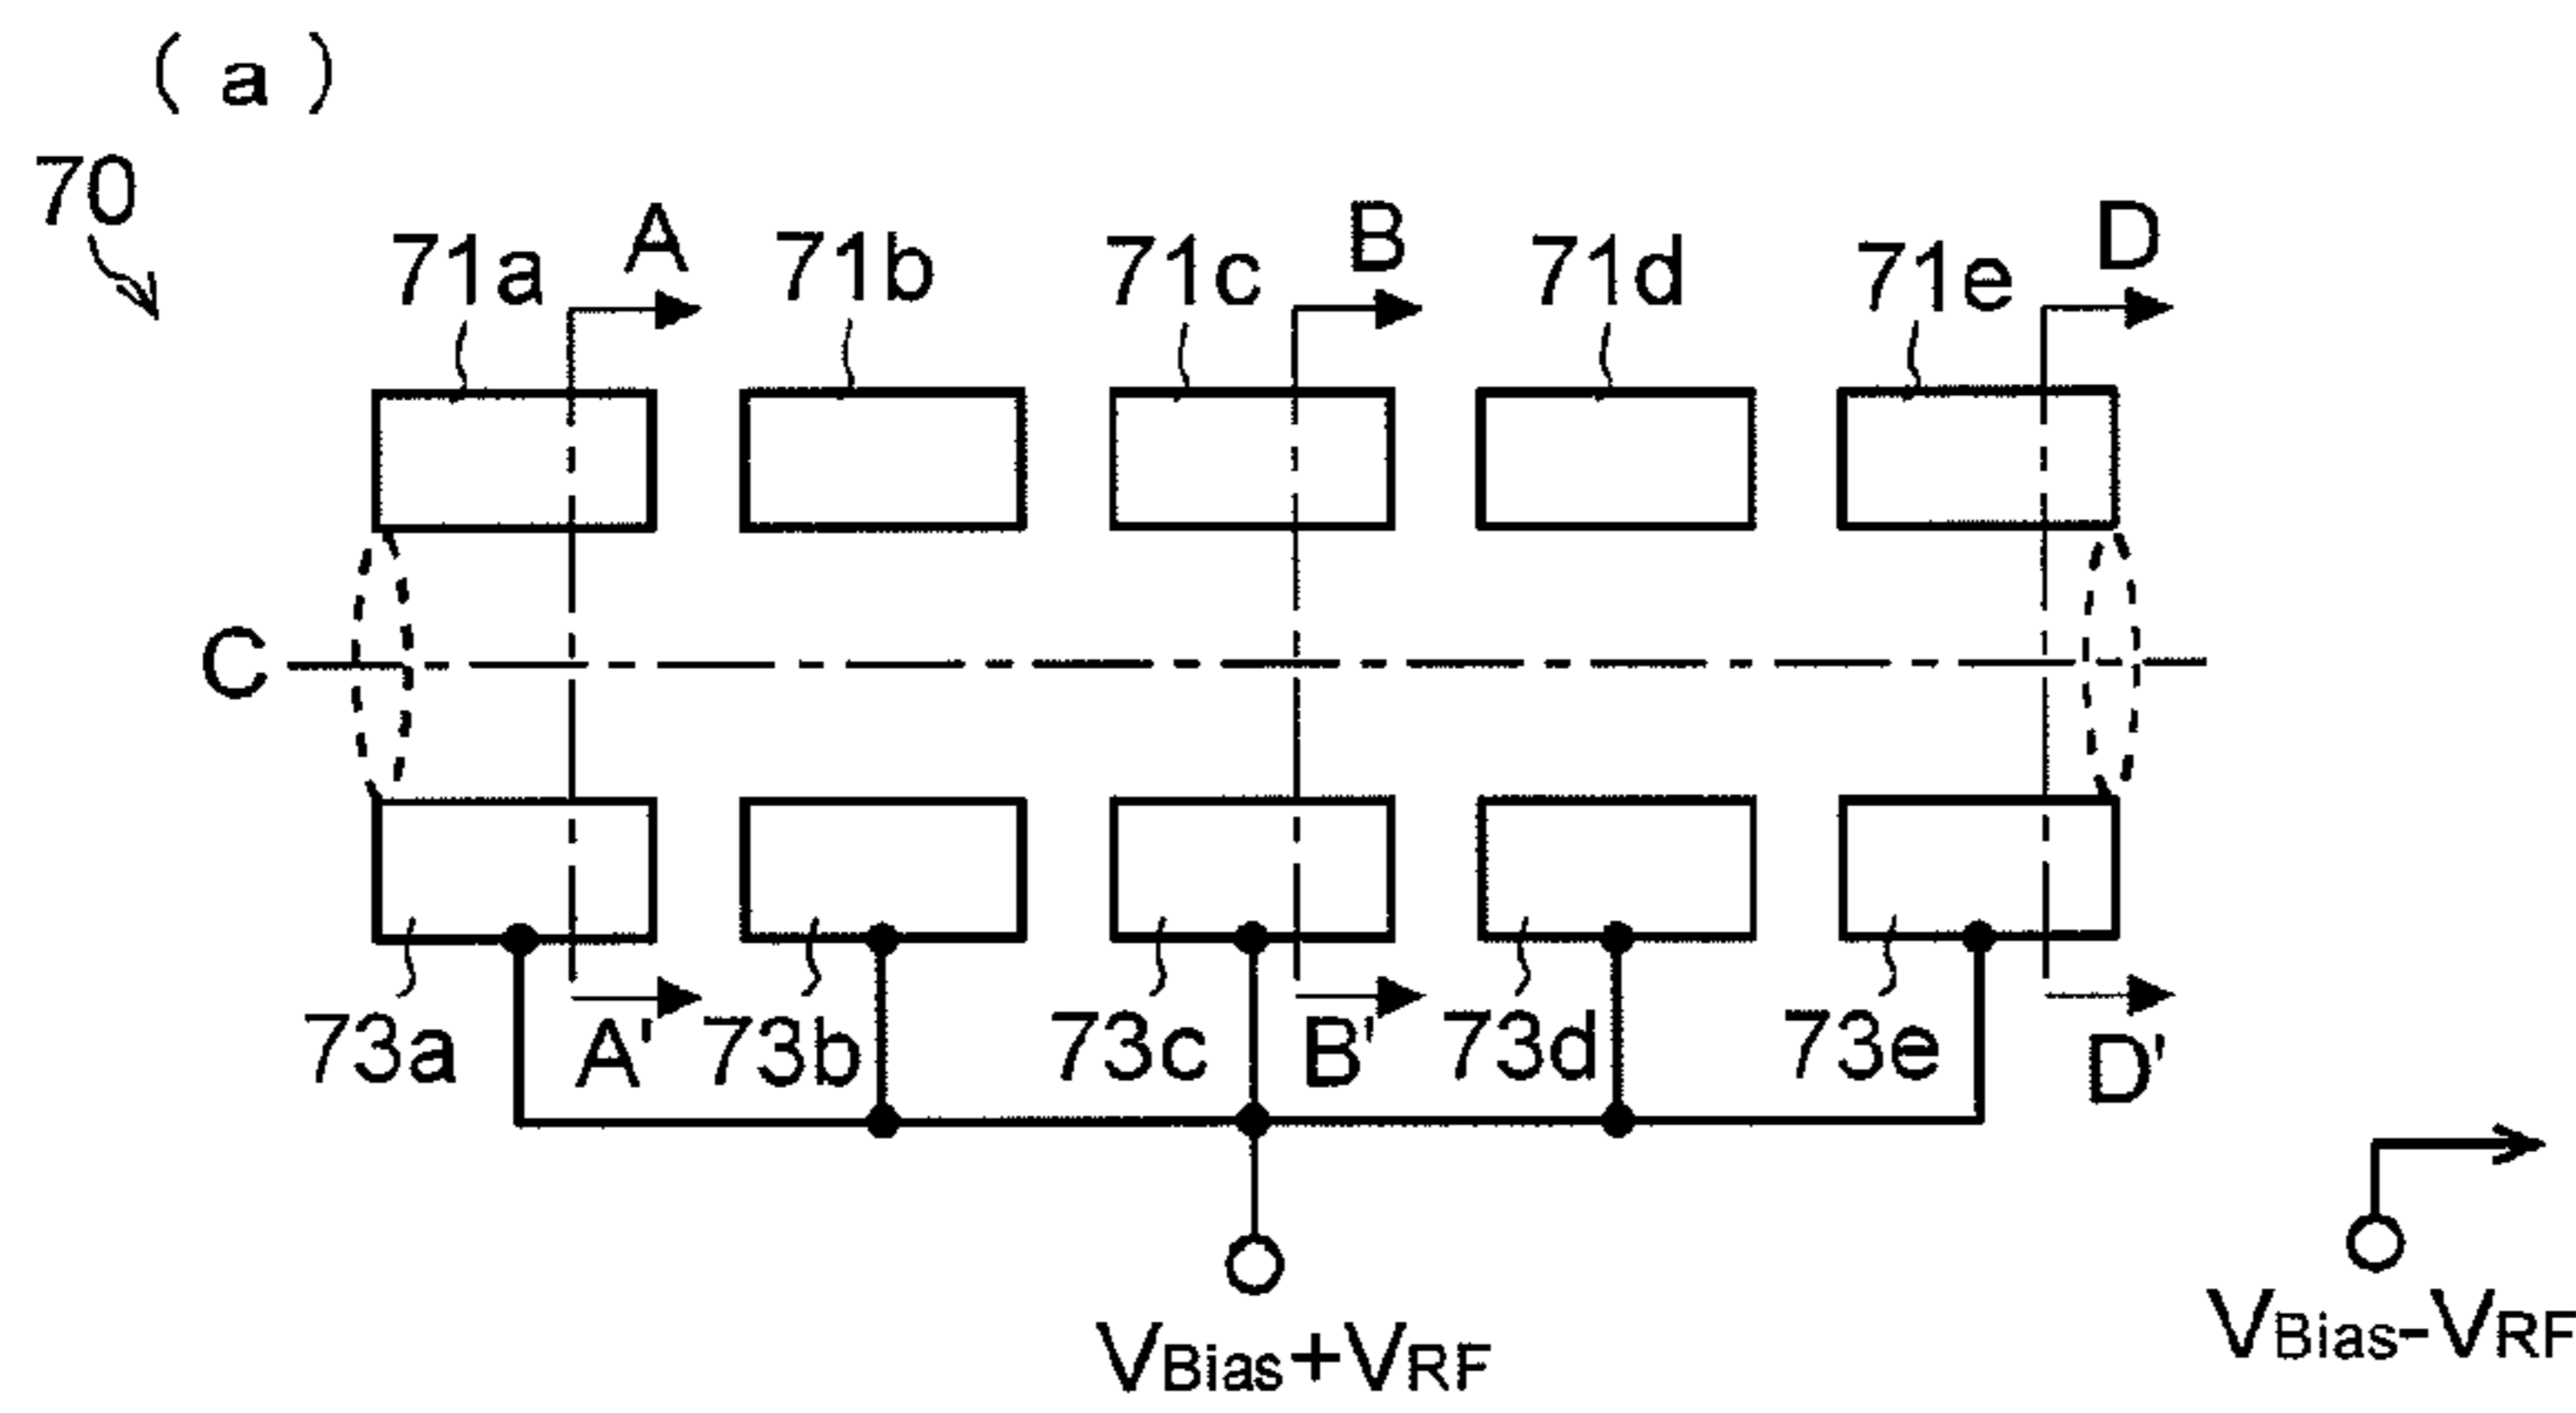 (a)
70
71a A 71b 71c B 71d 71e D
C
73a A' 73b 73c B' 73d 73e D'
VBias+VRF
VBias-VRF